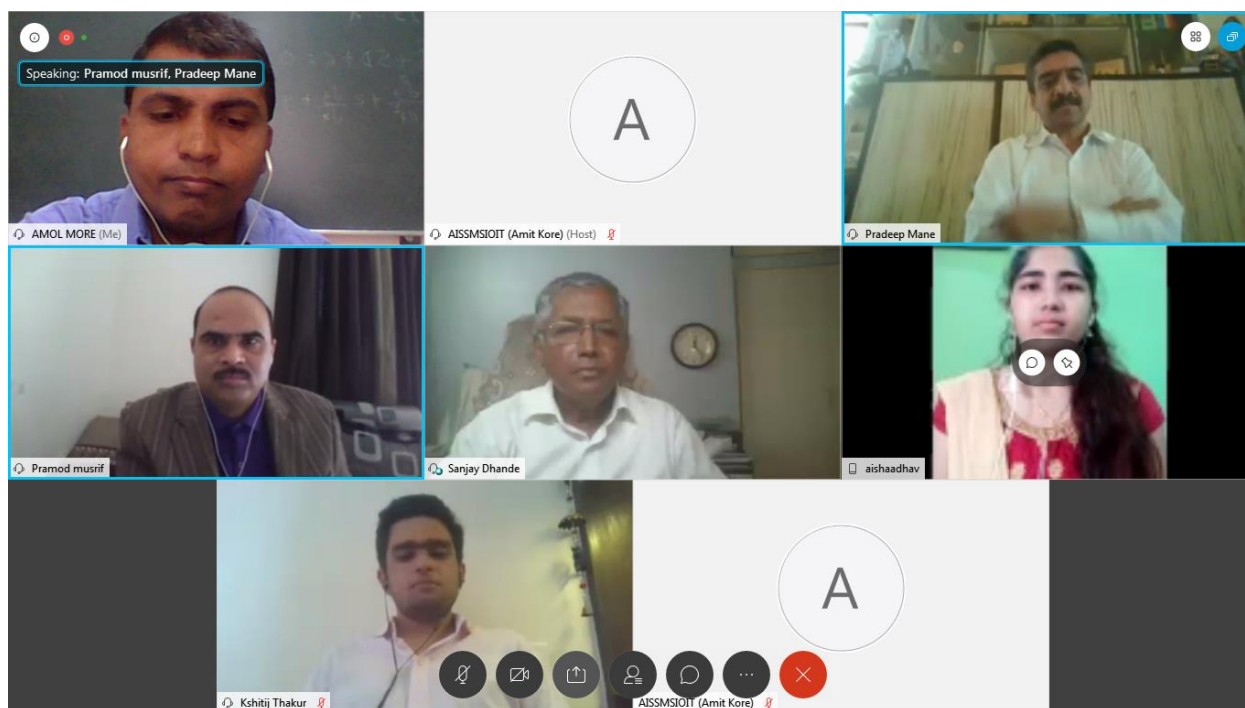 Speaking: Pramod musrif, Pradeep Mane
AMOL MORE (Me)
A
AISSMSIOIT (Amit Kore) (Host)
Pradeep Mane
Pramod musrif
Sanjay Dhande
aishaadhav
Kshitij Thakur
A
AISSMSIOIT (Amit Kore)